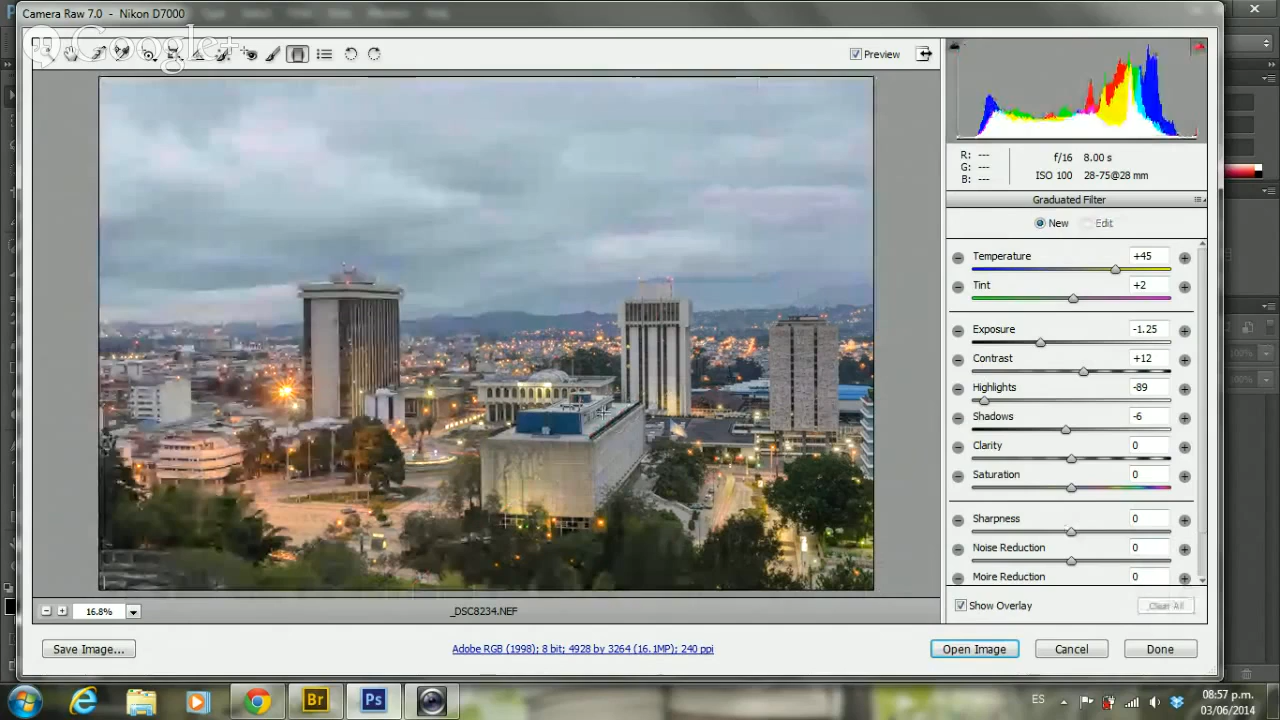 Camera Raw 7.0 - Nikon D7000
Google+
Preview
R: ---
G: ---
B: ---
f/16 8.00 s
ISO 100 28-75@28 mm
Graduated Filter
New Edit
Temperature +45
Tint +2
Exposure -1.25
Contrast +12
Highlights -89
Shadows -6
Clarity 0
Saturation 0
Sharpness 0
Noise Reduction 0
Moire Reduction 0
16.8%
_DSC8234.NEF
Show Overlay Clear All
Save Image...
Adobe RGB (1998); 8 bit; 4928 by 3264 (16.1MP); 240 ppi
Open Image Cancel Done
Br Ps
ES
08:57 p.m.
03/06/2014